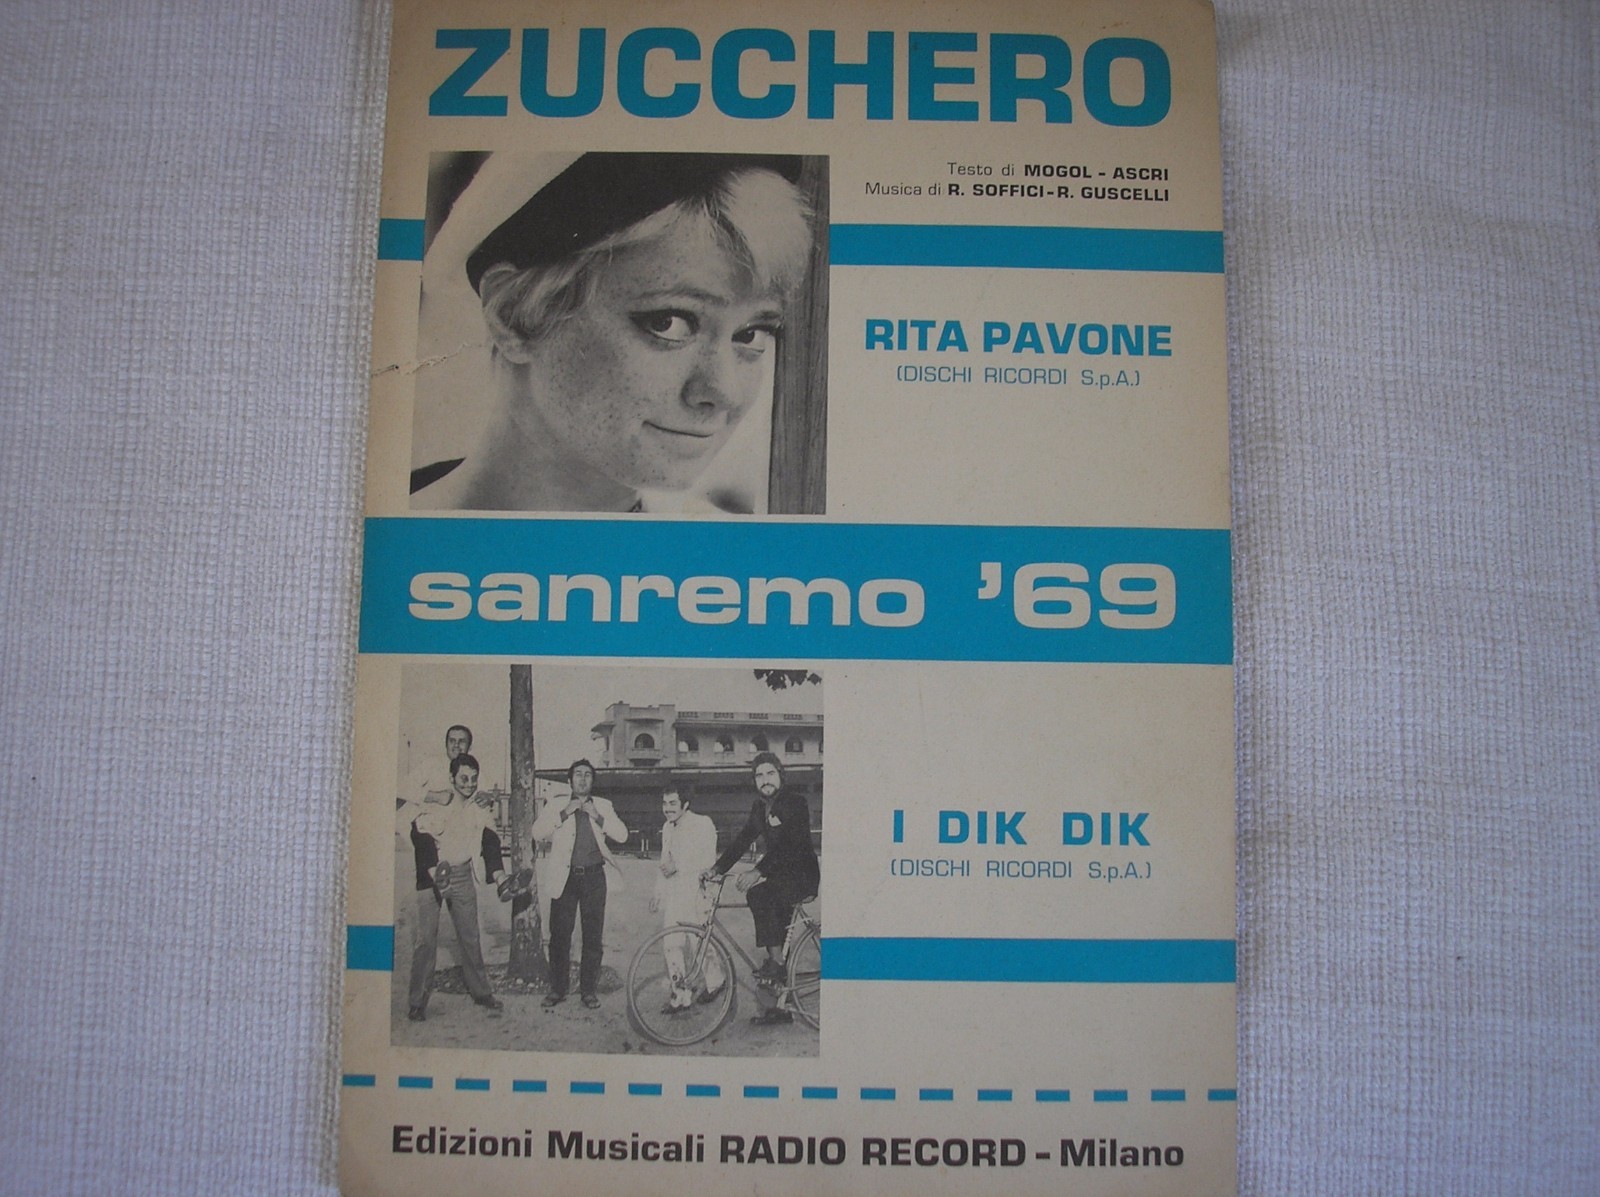 ZUCCHERO
Testo di MOGOL - ASCRI
Musica di R. SOFFICI-R. GUSCELLI
RITA PAVONE
(DISCHI RICORDI S.p.A.)
sanremo '69
I DIK DIK
(DISCHI RICORDI S.p.A.)
Edizioni Musicali RADIO RECORD - Milano